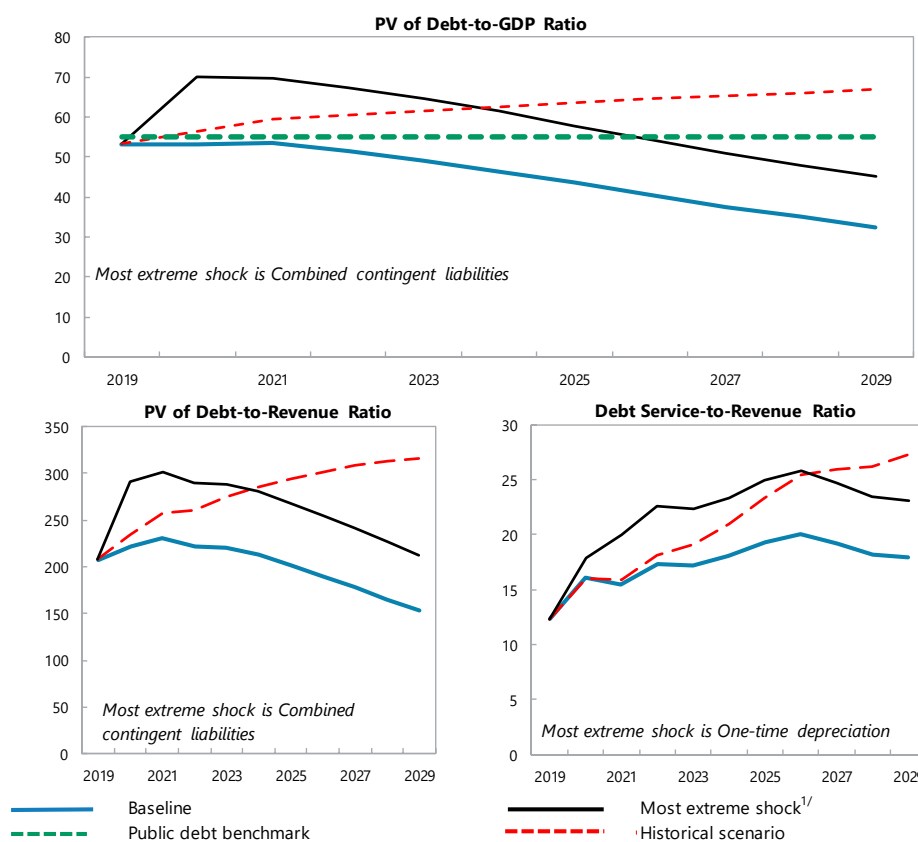 PV of Debt-to-GDP Ratio
80
70
60
50
40
30
20
10
0
Most extreme shock is Combined contingent liabilities
2019 2021 2023 2025 2027 2029
PV of Debt-to-Revenue Ratio
350
300
250
200
150
100
50
0
Most extreme shock is Combined
contingent liabilities
2019 2021 2023 2025 2027 2029
Debt Service-to-Revenue Ratio
30
25
20
15
10
5
0
Most extreme shock is One-time depreciation
2019 2021 2023 2025 2027 2029
Baseline
Public debt benchmark
Most extreme shock1/
Historical scenario